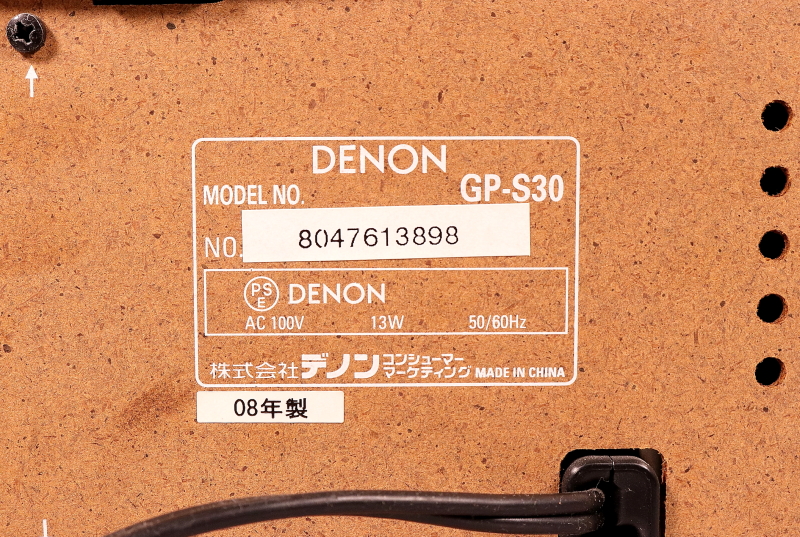 DENON
MODEL NO. GP-S30
NO. 8047613898
PSE DENON
AC 100V 13W 50/60Hz
株式会社デノン コンシューマーマーケティング MADE IN CHINA
08年製